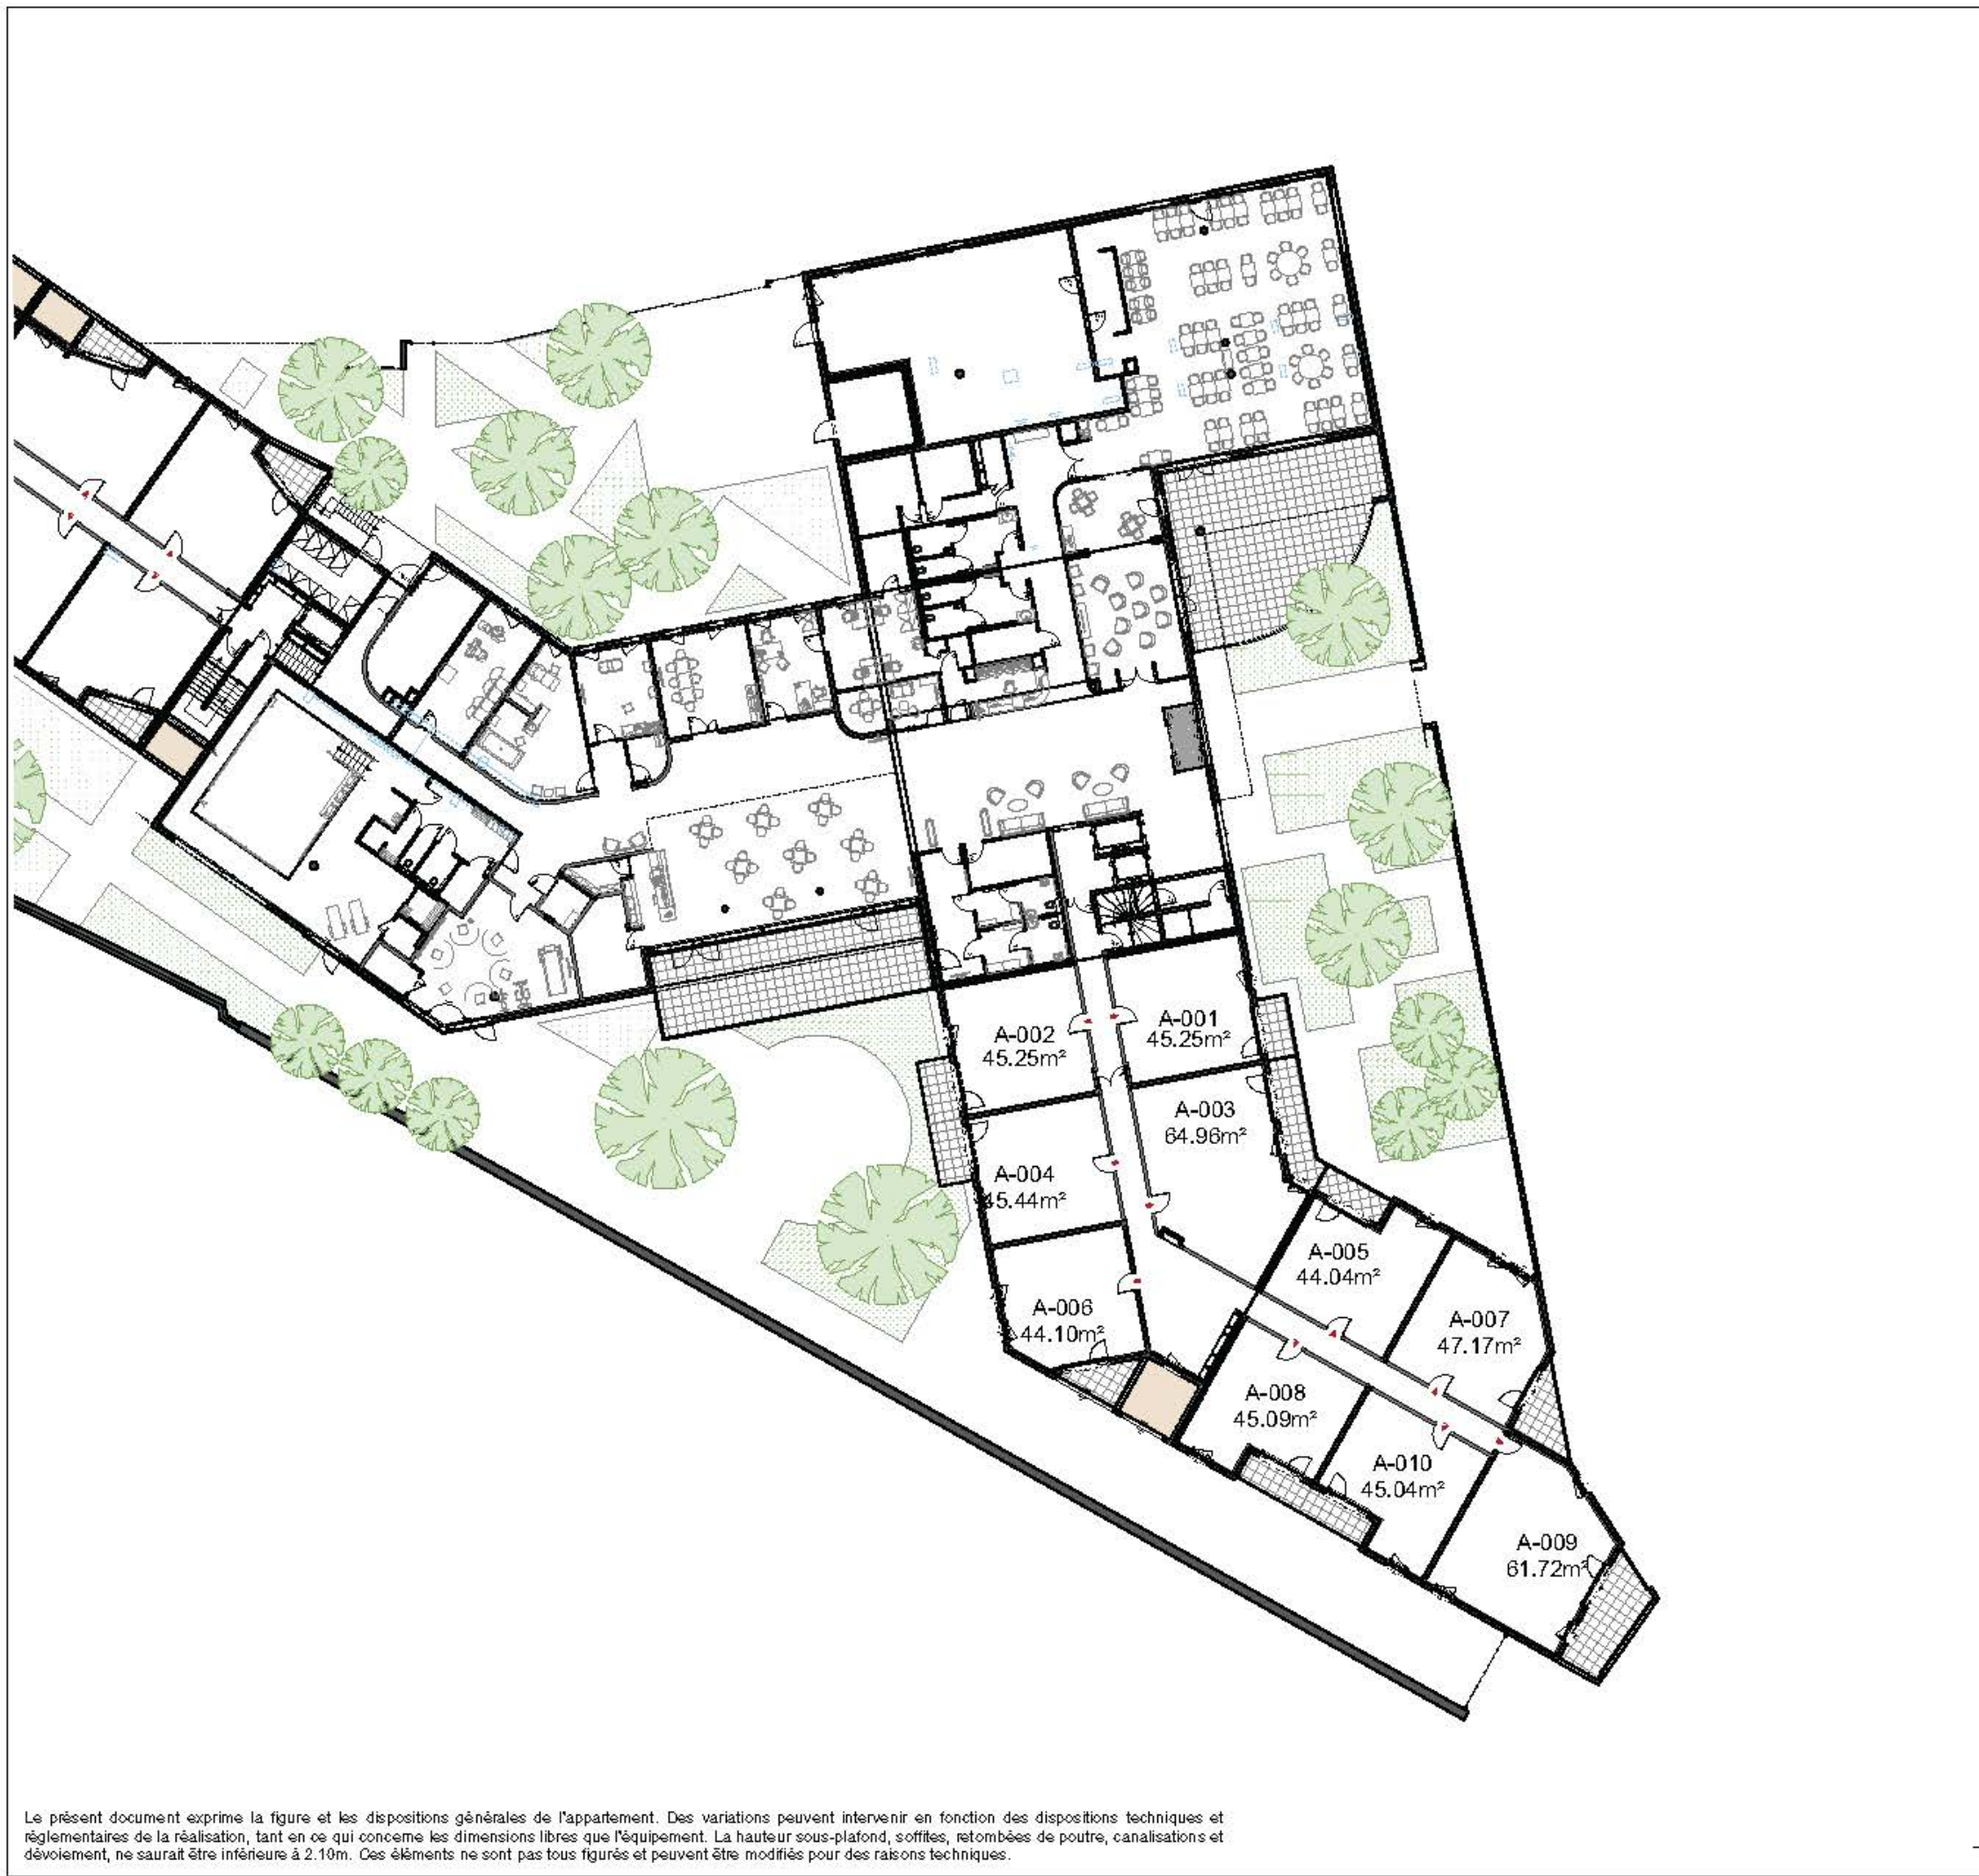 A-002
45.25m²
A-001
45.25m²
A-003
64.96m²
A-004
45.44m²
A-005
44.04m²
A-006
44.10m²
A-007
47.17m²
A-008
45.09m²
A-010
45.04m²
A-009
61.72m²
Le présent document exprime la figure et les dispositions générales de l'appartement. Des variations peuvent intervenir en fonction des dispositions techniques et
règlementaires de la réalisation, tant en ce qui concerne les dimensions libres que l'équipement. La hauteur sous-plafond, soffites, retombées de poutre, canalisations et
dévoiement, ne saurait être inférieure à 2.10m. Ces éléments ne sont pas tous figurés et peuvent être modifiés pour des raisons techniques.